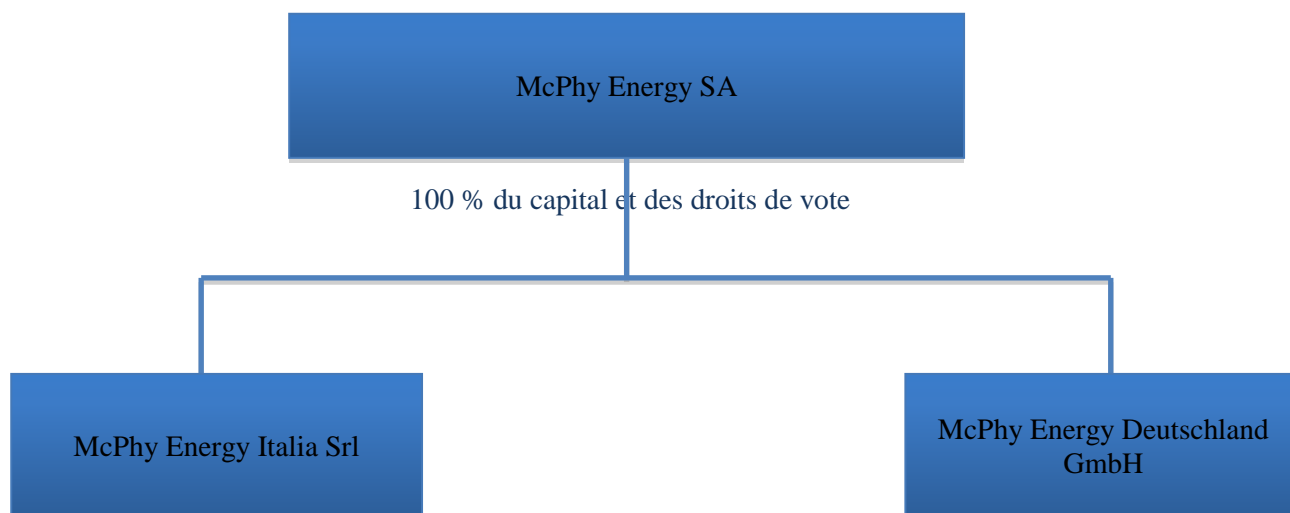 McPhy Energy SA
100 % du capital et des droits de vote
McPhy Energy Italia Srl
McPhy Energy Deutschland
GmbH